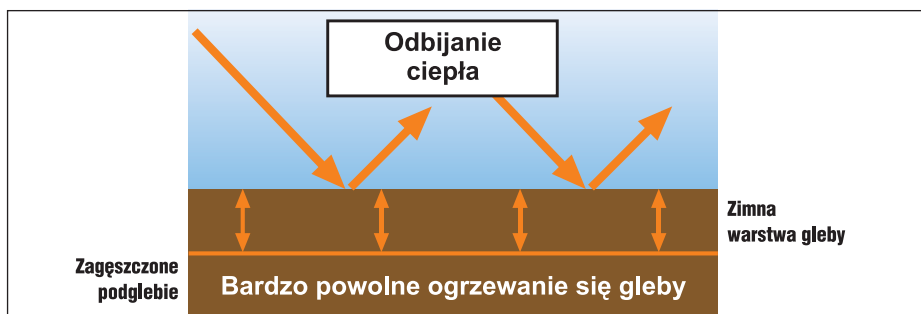 Odbijanie
ciepła
Zimna
warstwa gleby
Zagęszczone
podglebie
Bardzo powolne ogrzewanie się gleby